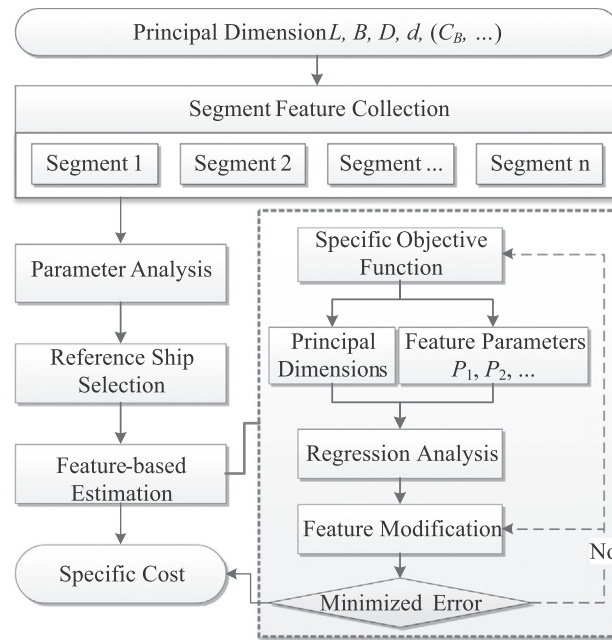 Principal Dimension L, B, D, d, (C_B, ...)
Segment Feature Collection
Segment 1
Segment 2
Segment ...
Segment n
Parameter Analysis
Reference Ship
Selection
Feature-based
Estimation
Specific Cost
Specific Objective
Function
Principal
Dimensions
Feature Parameters
P₁, P₂, ...
Regression Analysis
Feature Modification
Minimized Error
No